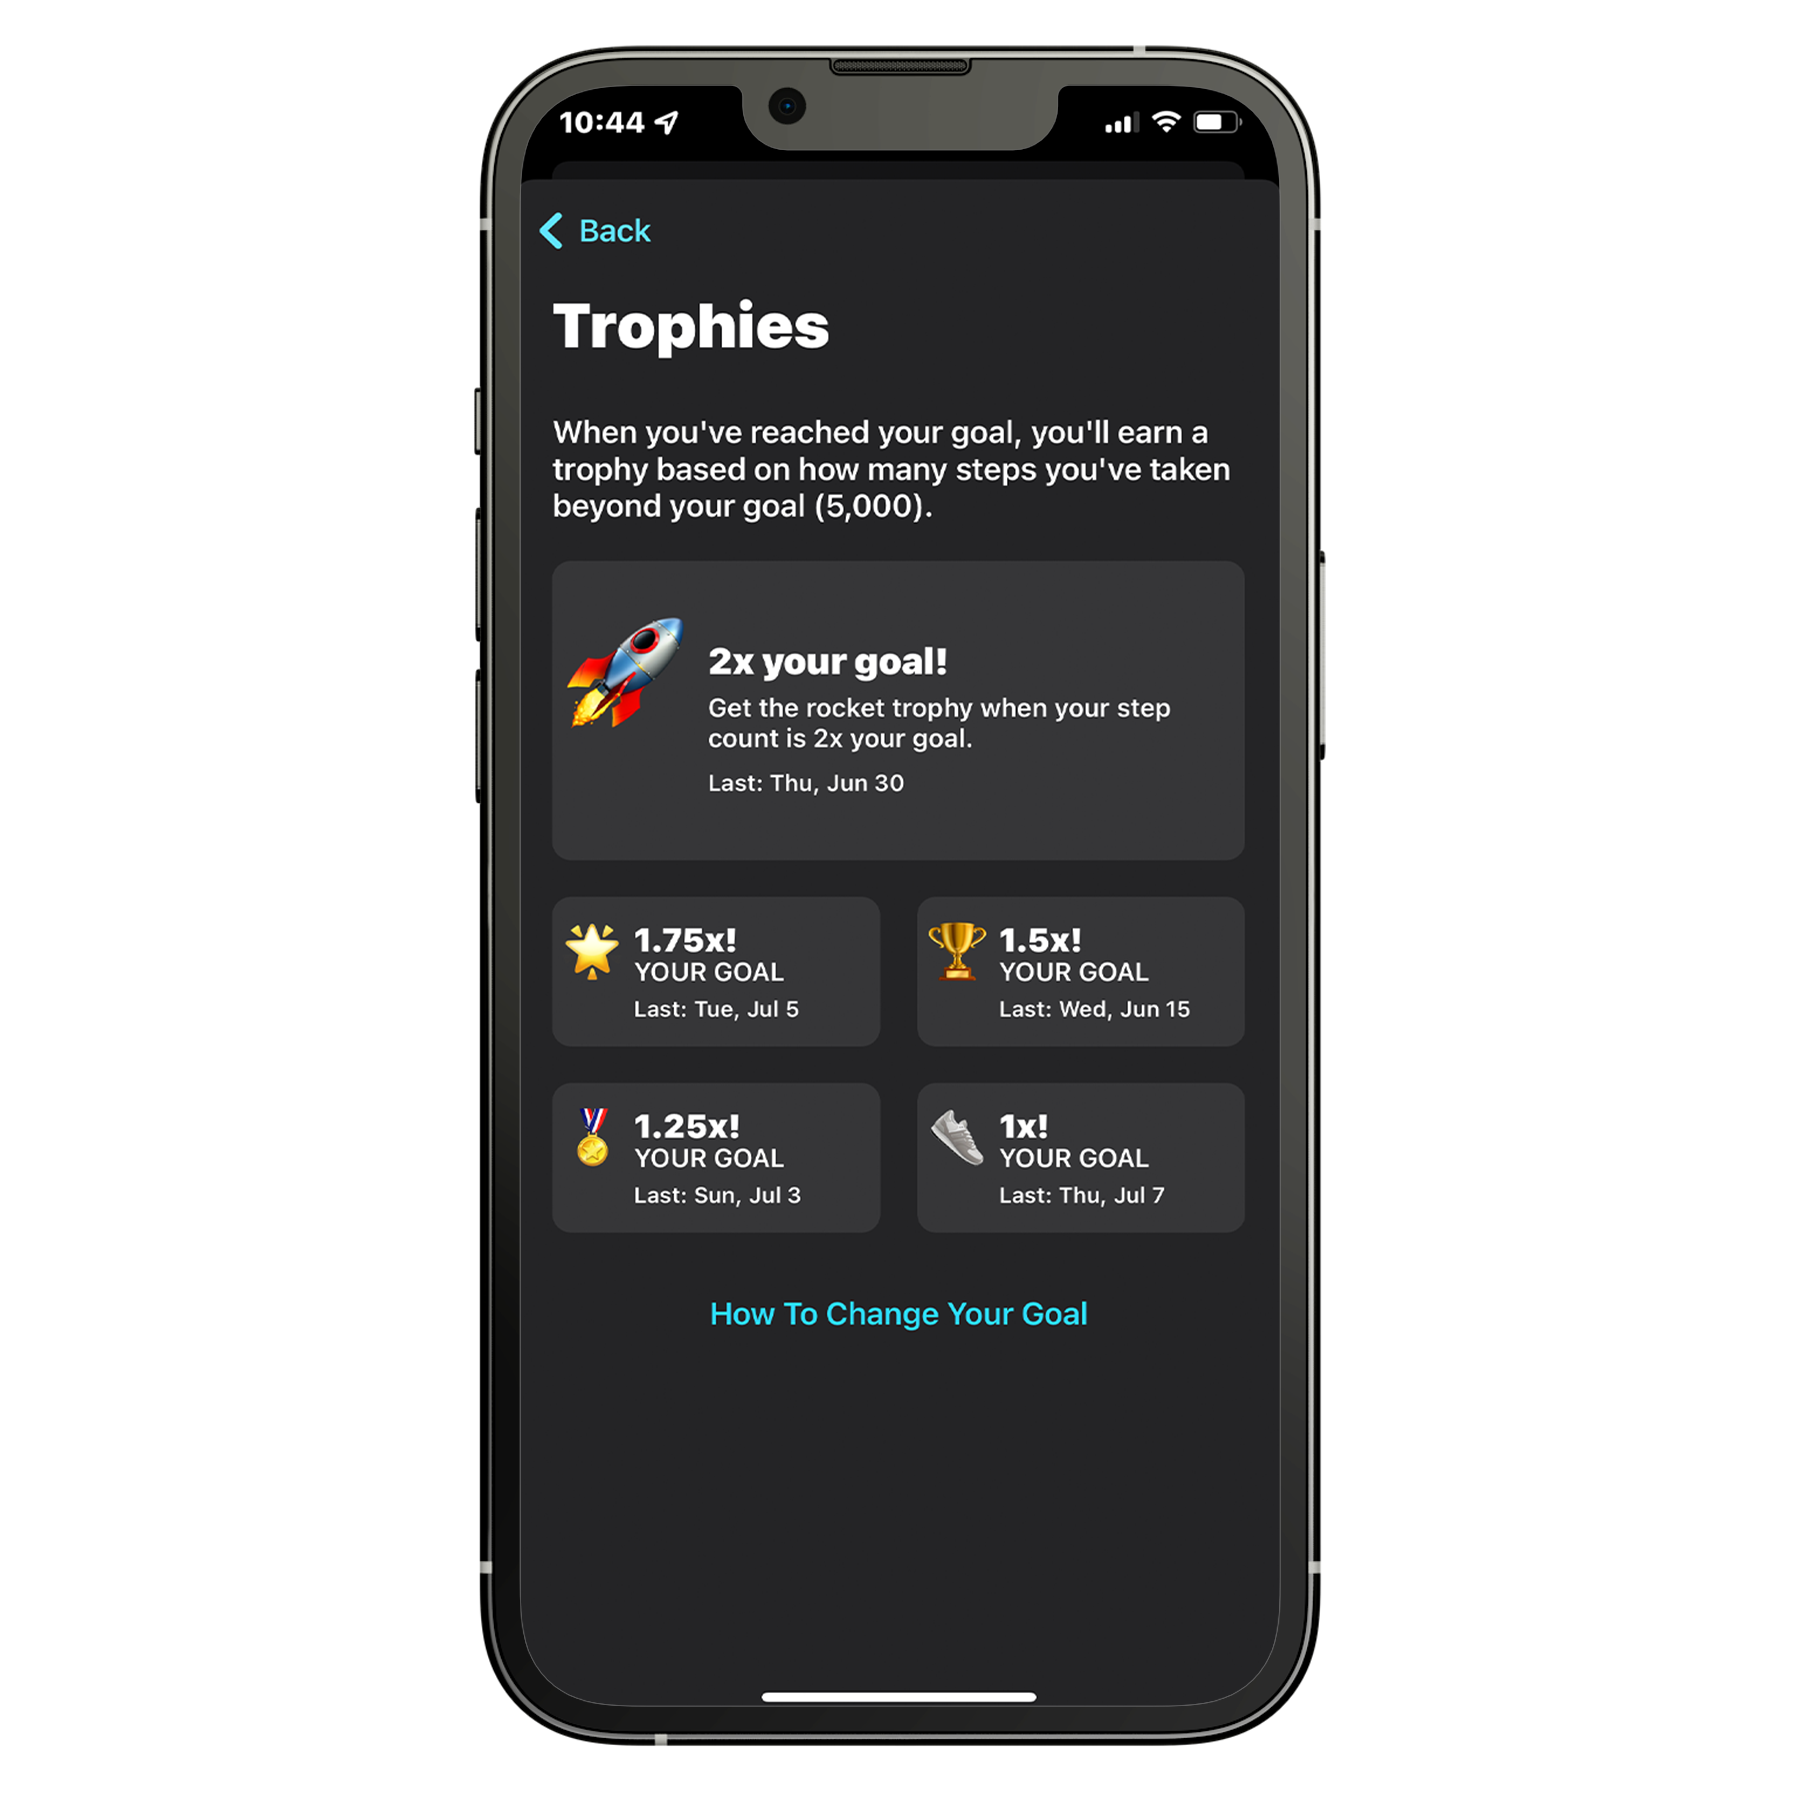 10:44
Back
Trophies
When you've reached your goal, you'll earn a
trophy based on how many steps you've taken
beyond your goal (5,000).
2x your goal!
Get the rocket trophy when your step
count is 2x your goal.
Last: Thu, Jun 30
1.75x!
YOUR GOAL
Last: Tue, Jul 5
1.5x!
YOUR GOAL
Last: Wed, Jun 15
1.25x!
YOUR GOAL
Last: Sun, Jul 3
1x!
YOUR GOAL
Last: Thu, Jul 7
How To Change Your Goal